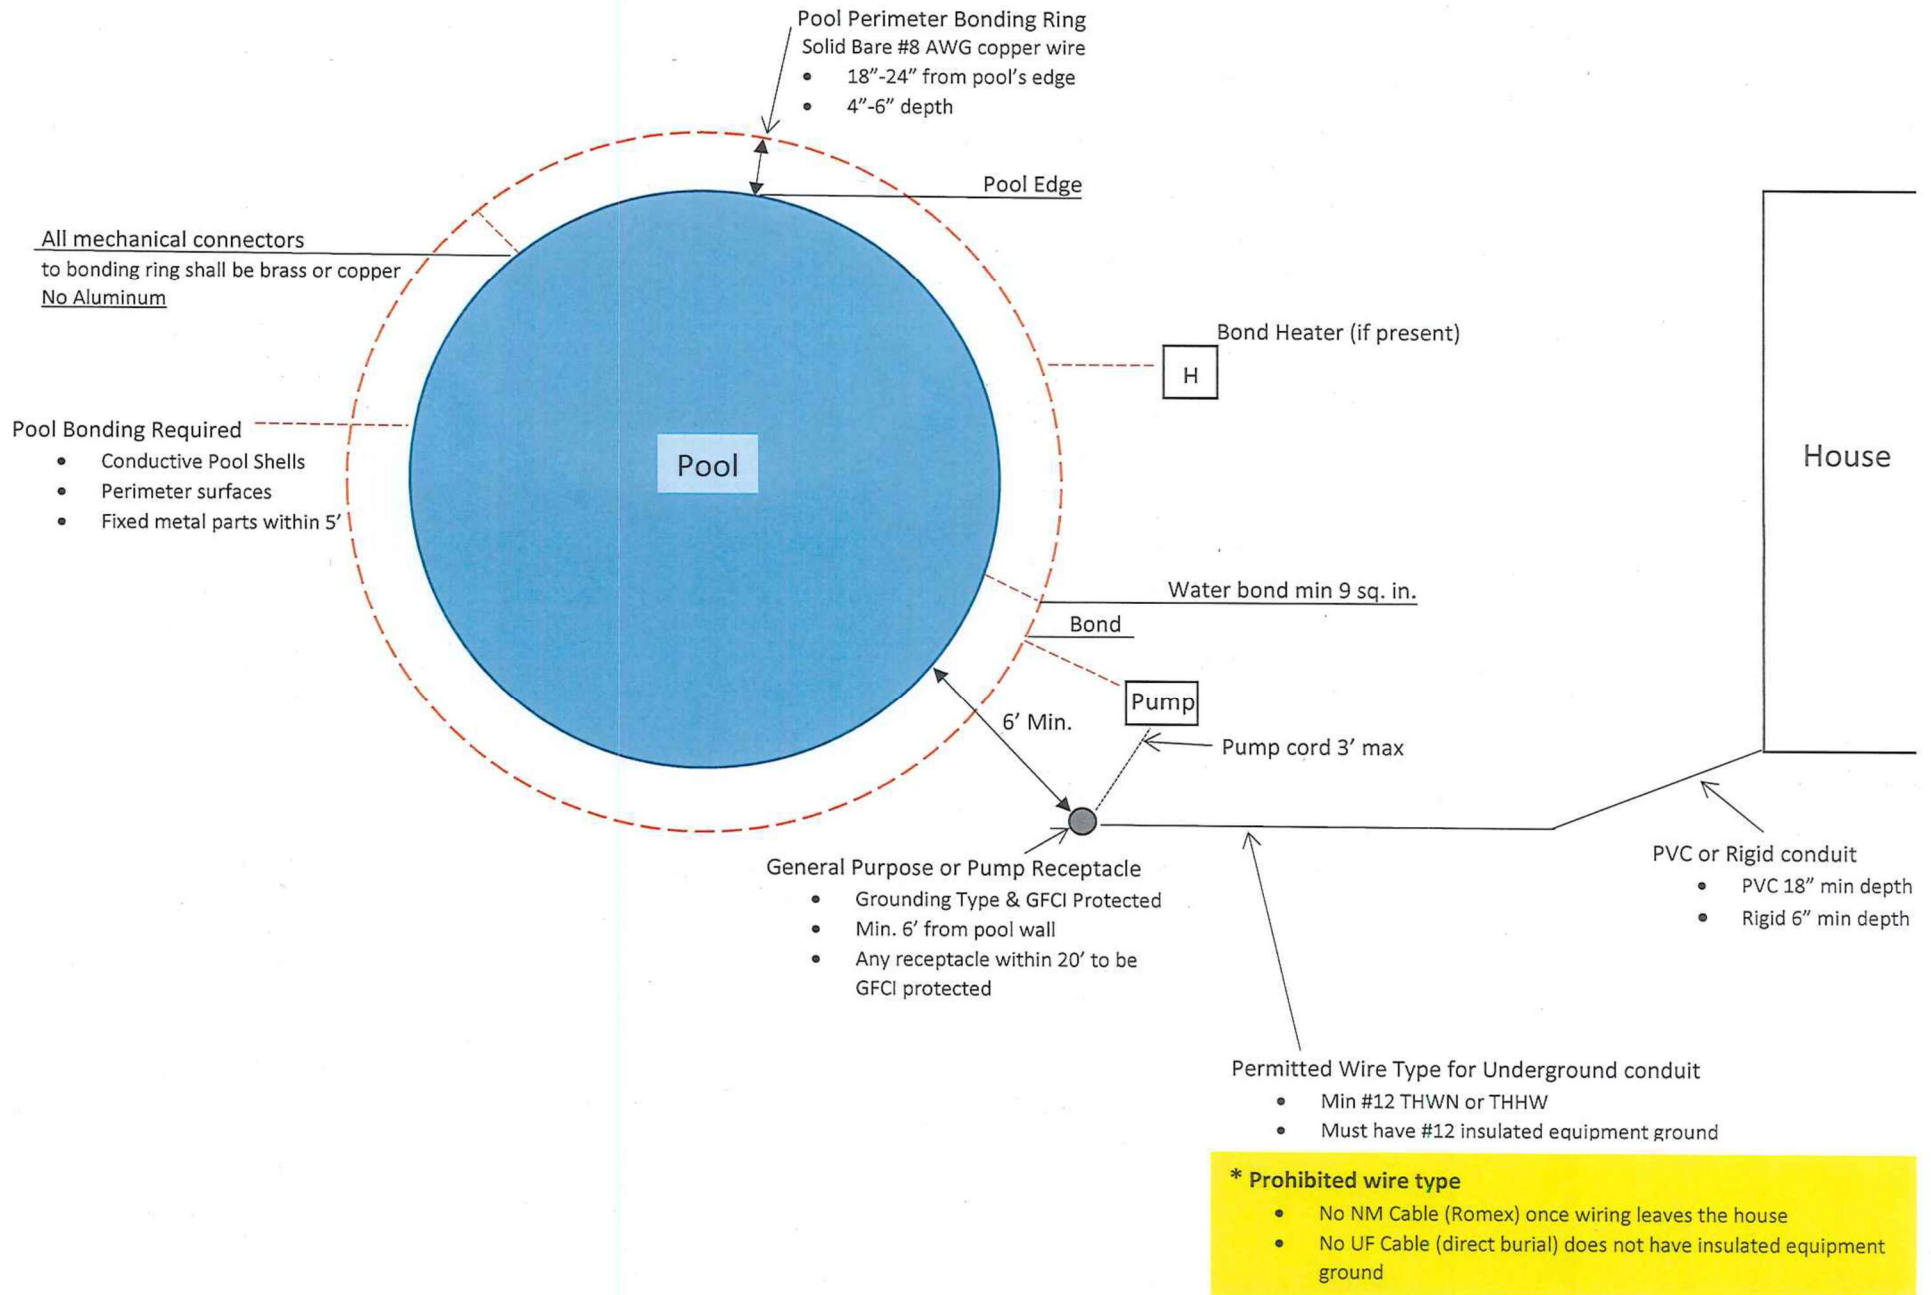 Pool Perimeter Bonding Ring
Solid Bare #8 AWG copper wire
• 18”-24” from pool’s edge
• 4”-6” depth
Pool Edge
All mechanical connectors
to bonding ring shall be brass or copper
No Aluminum
Bond Heater (if present)
H
Pool Bonding Required
• Conductive Pool Shells
• Perimeter surfaces
• Fixed metal parts within 5’
Pool
House
Water bond min 9 sq. in.
Bond
Pump
6’ Min.
Pump cord 3’ max
General Purpose or Pump Receptacle
• Grounding Type & GFCI Protected
• Min. 6’ from pool wall
• Any receptacle within 20’ to be
GFCI protected
PVC or Rigid conduit
• PVC 18” min depth
• Rigid 6” min depth
Permitted Wire Type for Underground conduit
• Min #12 THWN or THHW
• Must have #12 insulated equipment ground
* Prohibited wire type
• No NM Cable (Romex) once wiring leaves the house
• No UF Cable (direct burial) does not have insulated equipment
ground